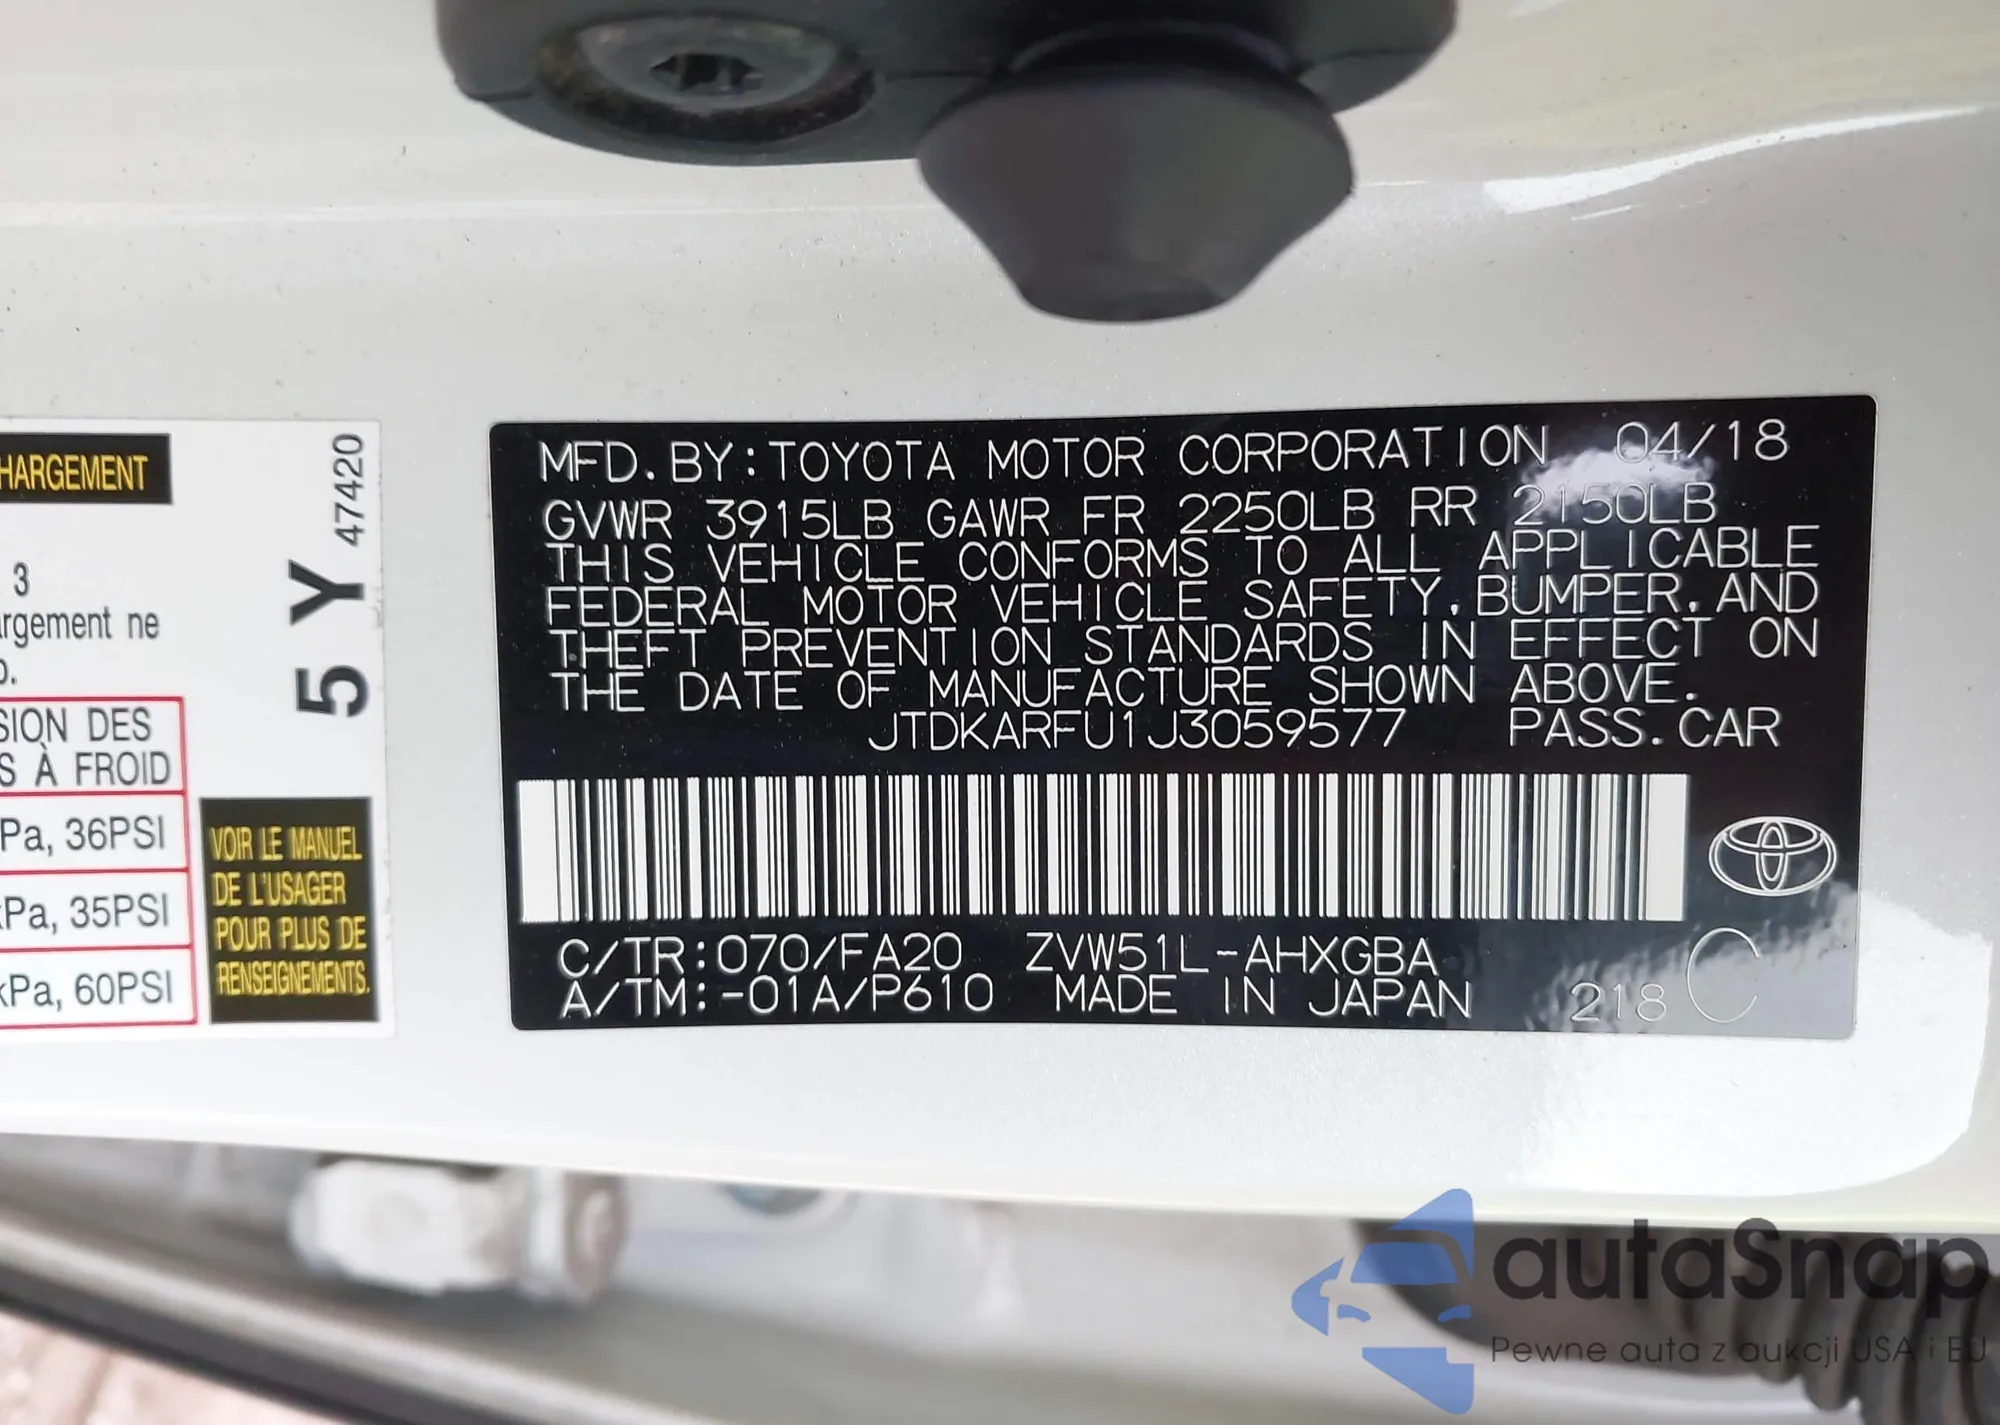 HARGEMENT
3
rgement ne
SION DES
S À FROID
Pa, 36PSI
kPa, 35PSI
kPa, 60PSI
5 Y 47420
VOIR LE MANUEL
DE L'USAGER
POUR PLUS DE
RENSEIGNEMENTS.
MFD. BY: TOYOTA MOTOR CORPORATION 04/18
GVWR 3915LB GAWR FR 2250LB RR 2150LB
THIS VEHICLE CONFORMS TO ALL APPLICABLE
FEDERAL MOTOR VEHICLE SAFETY, BUMPER, AND
THEFT PREVENTION STANDARDS IN EFFECT ON
THE DATE OF MANUFACTURE SHOWN ABOVE.
JTDKARFU1J3059577 PASS. CAR
C/TR: 070/FA20 ZVW51L-AHXGBA
A/TM: -01A/P610 MADE IN JAPAN 218 C
autaSnap
Pewne auta z aukcji USA i EU